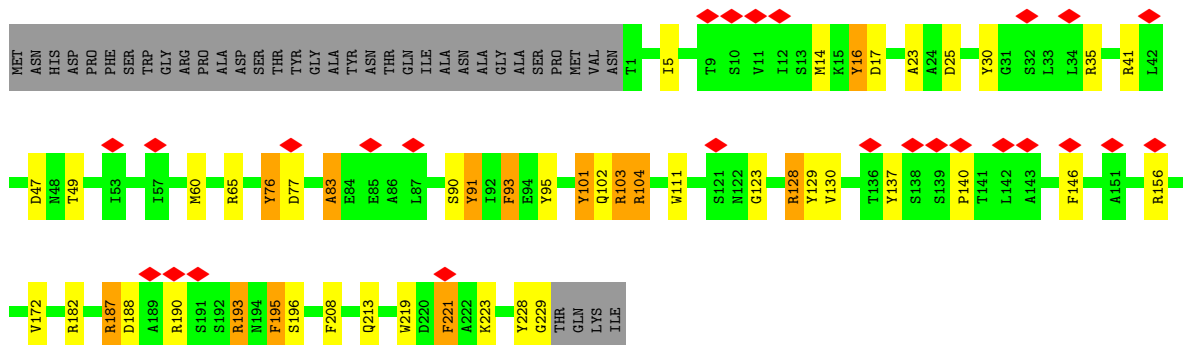 MET ASN HIS ASP PRO PHE SER TRP GLY ARG PRO ALA ASP SER THR TYR GLY ALA TYR ASN THR GLN ILE ALA ASN ALA GLY ALA SER PRO MET VAL ASN T1 I5 T9 S10 V11 I12 S13 M14 K15 Y16 D17 A23 A24 D25 Y30 G31 S32 L33 L34 R35 R41 L42
D47 N48 T49 I53 I57 M60 R65 Y76 D77 A83 E84 E85 A86 L87 S90 Y91 I92 F93 E94 Y95 Y101 Q102 R103 R104 W111 S121 N122 G123 R128 Y129 V130 T136 Y137 S138 S139 P140 T141 L142 A143 F146 A151 R156
V172 R182 R187 D188 A189 R190 S191 S192 R193 N194 F195 S196 F208 Q213 W219 D220 F221 A222 K223 Y228 G229 THR GLN LYS ILE